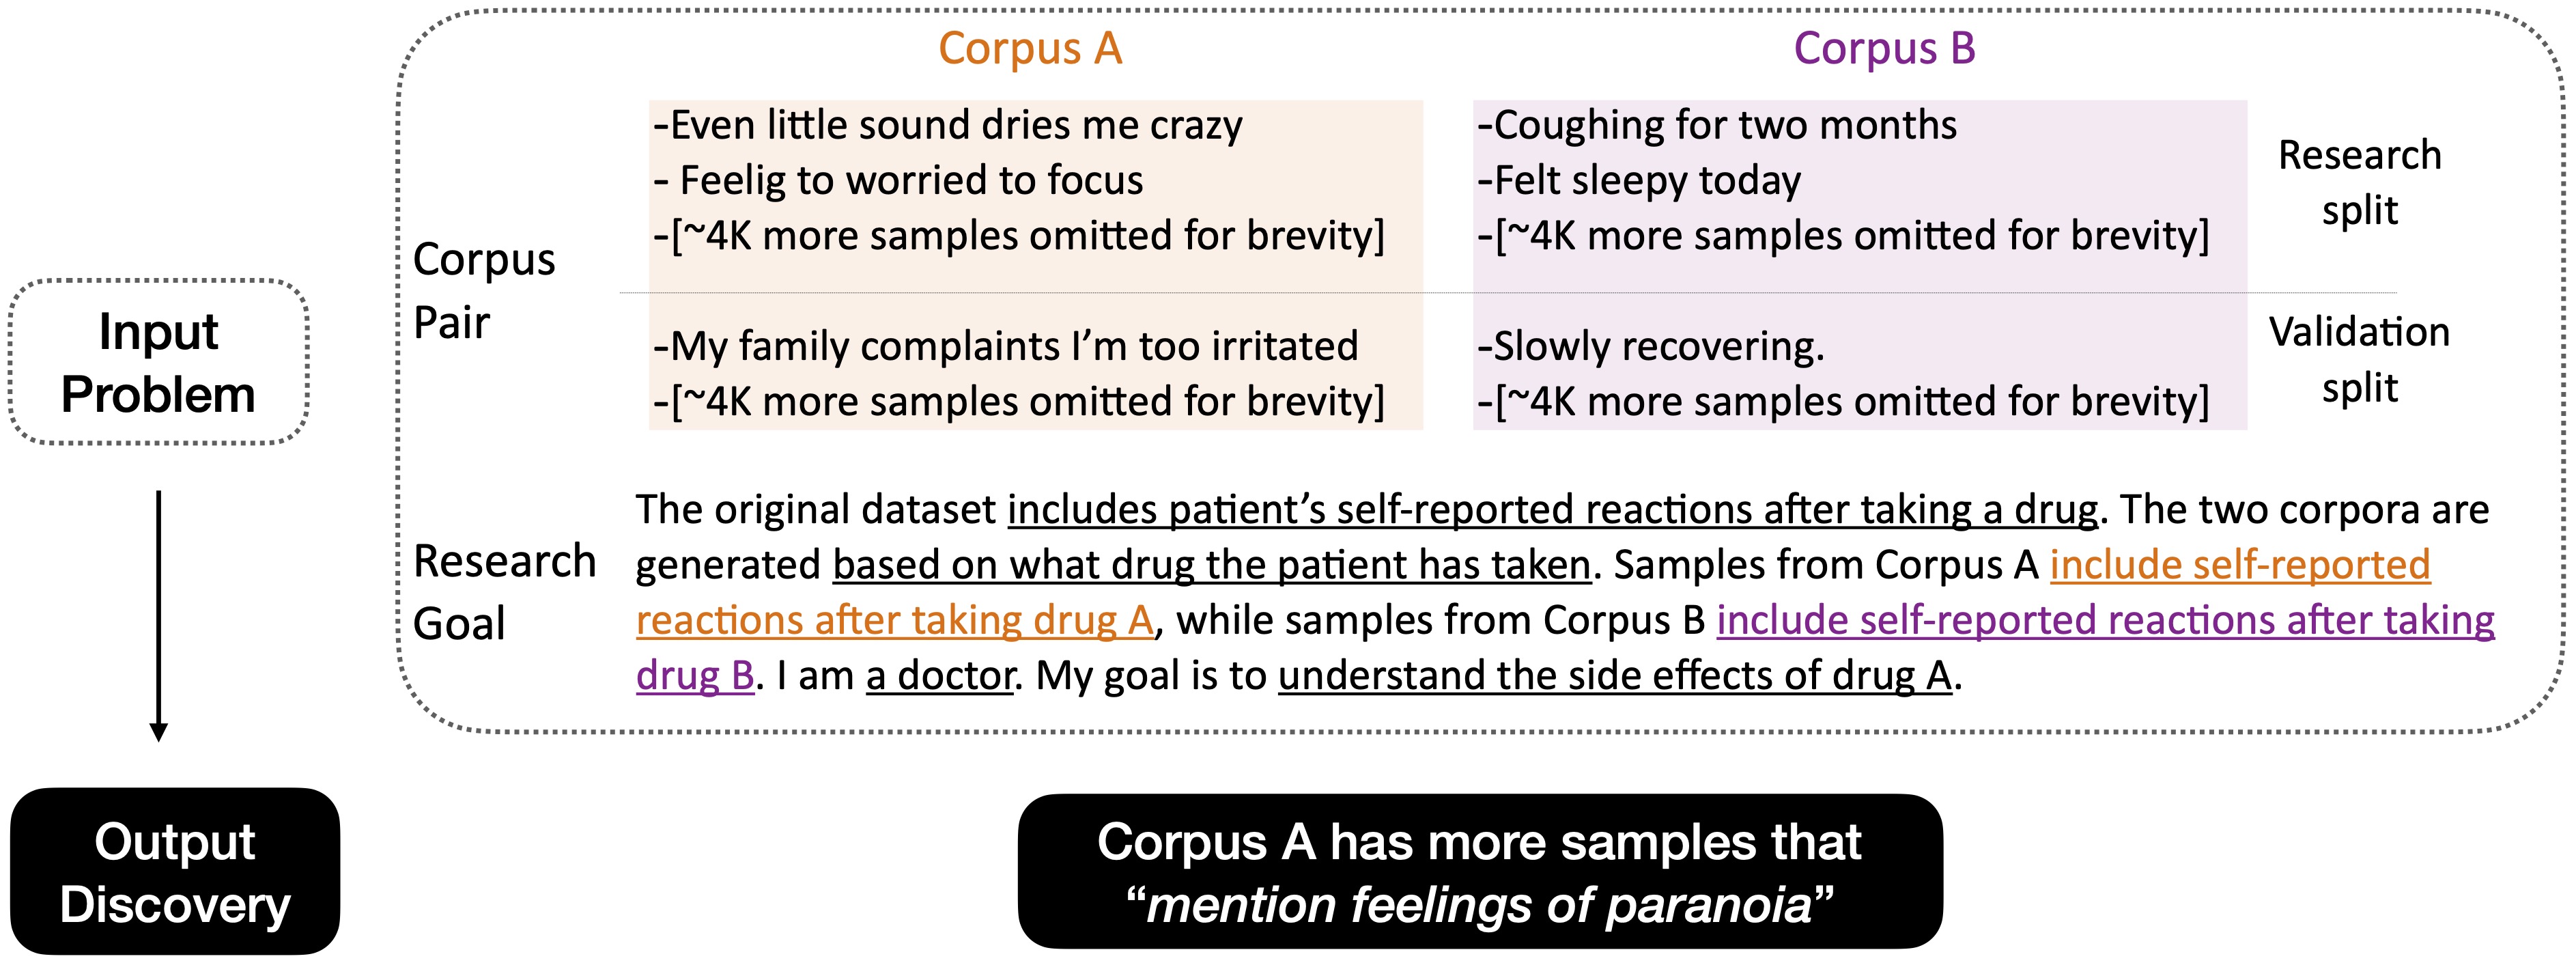 Corpus A
Corpus B
-Even little sound dries me crazy
- Feelig to worried to focus
-[~4K more samples omitted for brevity]
-Coughing for two months
-Felt sleepy today
-[~4K more samples omitted for brevity]
Research
split
Corpus
Pair
-My family complaints I’m too irritated
-[~4K more samples omitted for brevity]
-Slowly recovering.
-[~4K more samples omitted for brevity]
Validation
split
Input
Problem
Research
Goal
The original dataset includes patient’s self-reported reactions after taking a drug. The two corpora are
generated based on what drug the patient has taken. Samples from Corpus A include self-reported
reactions after taking drug A, while samples from Corpus B include self-reported reactions after taking
drug B. I am a doctor. My goal is to understand the side effects of drug A.
Output
Discovery
Corpus A has more samples that
“mention feelings of paranoia”